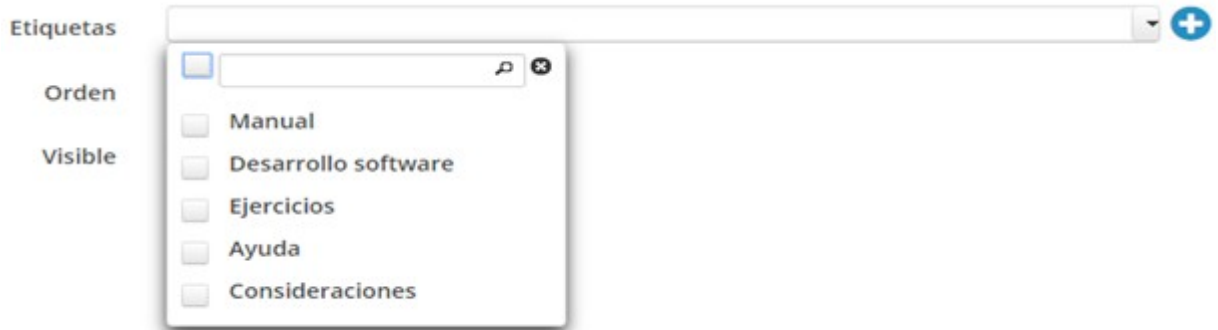 Etiquetas
Orden
Visible
Manual
Desarrollo software
Ejercicios
Ayuda
Consideraciones